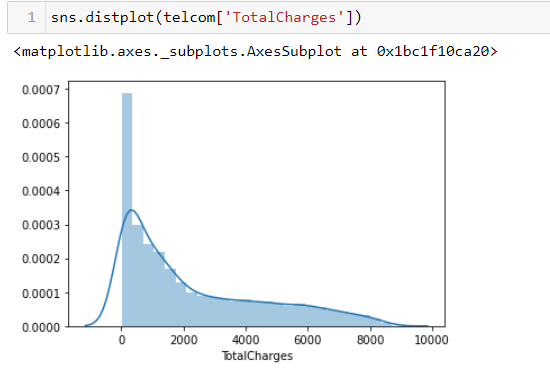 1 sns.distplot(telcom['TotalCharges'])
<matplotlib.axes._subplots.AxesSubplot at 0x1bc1f10ca20>
0.0007
0.0006
0.0005
0.0004
0.0003
0.0002
0.0001
0.0000
0 2000 4000 6000 8000 10000
TotalCharges